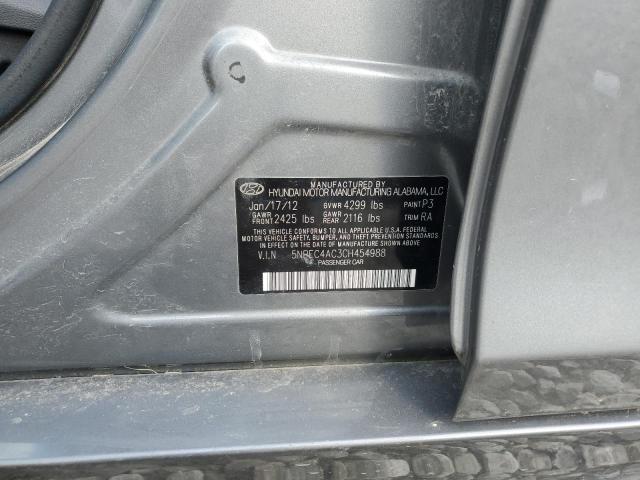 MANUFACTURED BY
HYUNDAI MOTOR MANUFACTURING ALABAMA, LLC
Jan/17/12 GVWR 4299 lbs PAINT P3
GAWR FRONT 2425 lbs GAWR REAR 2116 lbs TRIM RA
THIS VEHICLE CONFORMS TO ALL APPLICABLE U.S.A. FEDERAL
MOTOR VEHICLE SAFETY, BUMPER, AND THEFT PREVENTION
STANDARDS IN EFFECT ON THE DATE OF MANUFACTURE SHOWN ABOVE.
V.I.N 5NPEC4AC3CH454988
PASSENGER CAR